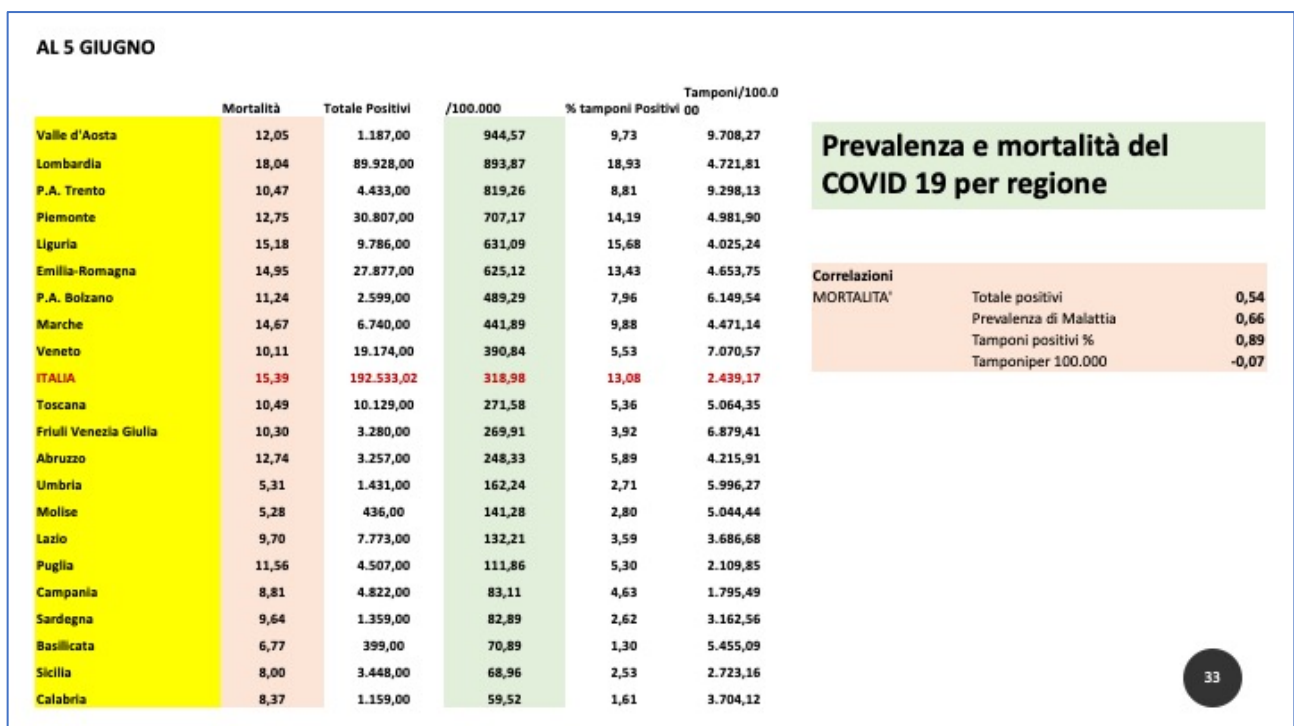 AL 5 GIUGNO
Tamponi/100.0
Mortalità Totale Positivi /100.000 % tamponi Positivi 00
Valle d'Aosta 12,05 1.187,00 944,57 9,73 9.708,27
Lombardia 18,04 89.928,00 893,87 18,93 4.721,81
P.A. Trento 10,47 4.433,00 819,26 8,81 9.298,13
Piemonte 12,75 30.807,00 707,17 14,19 4.981,90
Liguria 15,18 9.786,00 631,09 15,68 4.025,24
Emilia-Romagna 14,95 27.877,00 625,12 13,43 4.653,75
P.A. Bolzano 11,24 2.599,00 489,29 7,96 6.149,54
Marche 14,67 6.740,00 441,89 9,88 4.471,14
Veneto 10,11 19.174,00 390,84 5,53 7.070,57
ITALIA 15,39 192.533,02 318,98 13,08 2.439,17
Toscana 10,49 10.129,00 271,58 5,36 5.064,35
Friuli Venezia Giulia 10,30 3.280,00 269,91 3,92 6.879,41
Abruzzo 12,74 3.257,00 248,33 5,89 4.215,91
Umbria 5,31 1.431,00 162,24 2,71 5.996,27
Molise 5,28 436,00 141,28 2,80 5.044,44
Lazio 9,70 7.773,00 132,21 3,59 3.686,68
Puglia 11,56 4.507,00 111,86 5,30 2.109,85
Campania 8,81 4.822,00 83,11 4,63 1.795,49
Sardegna 9,64 1.359,00 82,89 2,62 3.162,56
Basilicata 6,77 399,00 70,89 1,30 5.455,09
Sicilia 8,00 3.448,00 68,96 2,53 2.723,16
Calabria 8,37 1.159,00 59,52 1,61 3.704,12
Prevalenza e mortalità del
COVID 19 per regione
Correlazioni
MORTALITA' Totale positivi 0,54
Prevalenza di Malattia 0,66
Tamponi positivi % 0,89
Tamponiper 100.000 -0,07
33